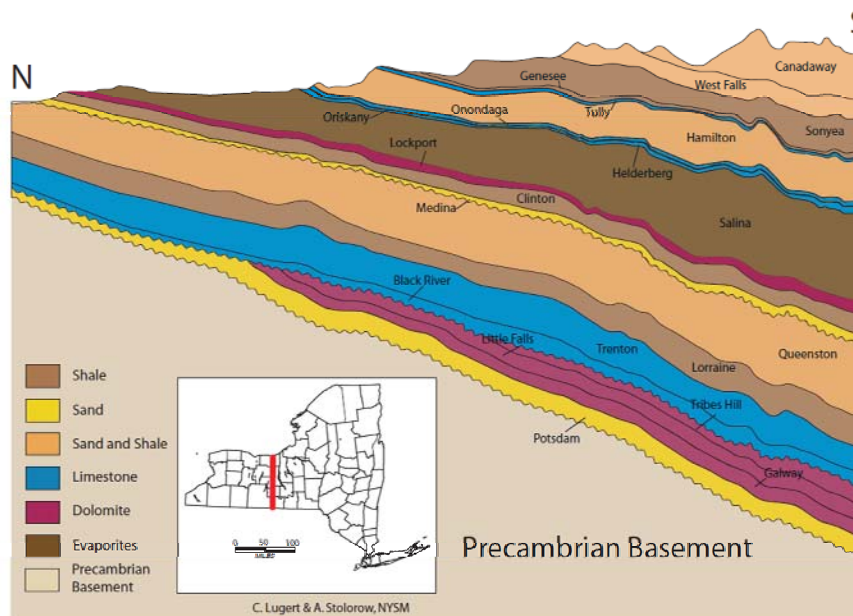 S
N
Canadaway
Genesee
West Falls
Tully
Sonyea
Oriskany
Onondaga
Hamilton
Lockport
Helderberg
Clinton
Medina
Salina
Black River
Little Falls
Trenton
Queenston
Lorraine
Tribes Hill
Potsdam
Galway
Shale
Sand
Sand and Shale
Limestone
Dolomite
Evaporites
Precambrian
Basement
0 50 100
MILES
Precambrian Basement
C. Lugert & A. Stolorow, NYSM